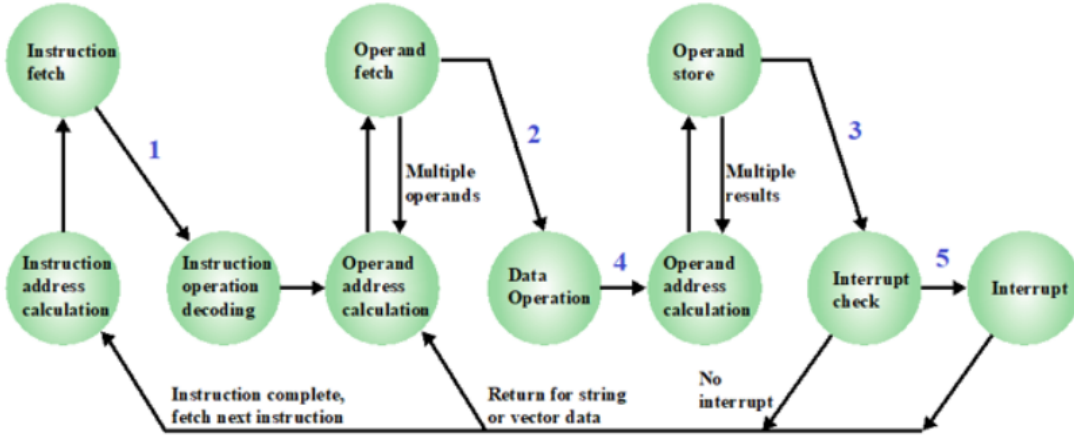 Instruction
fetch
Operand
fetch
Operand
store
1
2
3
Multiple
operands
Multiple
results
Instruction
address
calculation
Instruction
operation
decoding
Operand
address
calculation
Data
Operation
4
Operand
address
calculation
Interrupt
check
5
Interrupt
Instruction complete,
fetch next instruction
Return for string
or vector data
No
interrupt